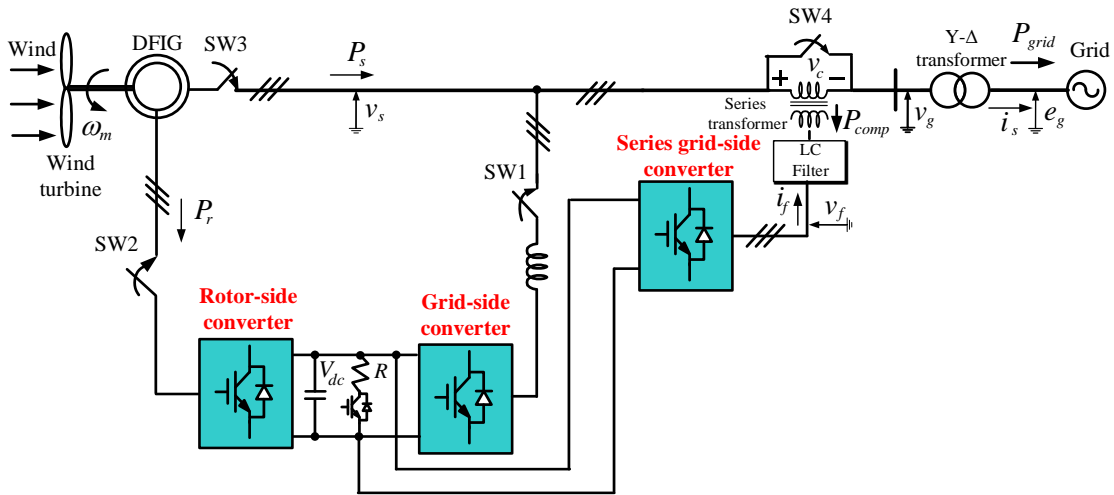 Wind
DFIG
SW3
P_s
v_s
SW4
v_c
+
−
Series
transformer
P_comp
Y-Δ
transformer
P_grid
Grid
v_g
i_s
e_g
ω_m
Wind
turbine
Series grid-side
converter
LC
Filter
SW1
i_f
v_f
P_r
SW2
Rotor-side
converter
Grid-side
converter
V_dc
R